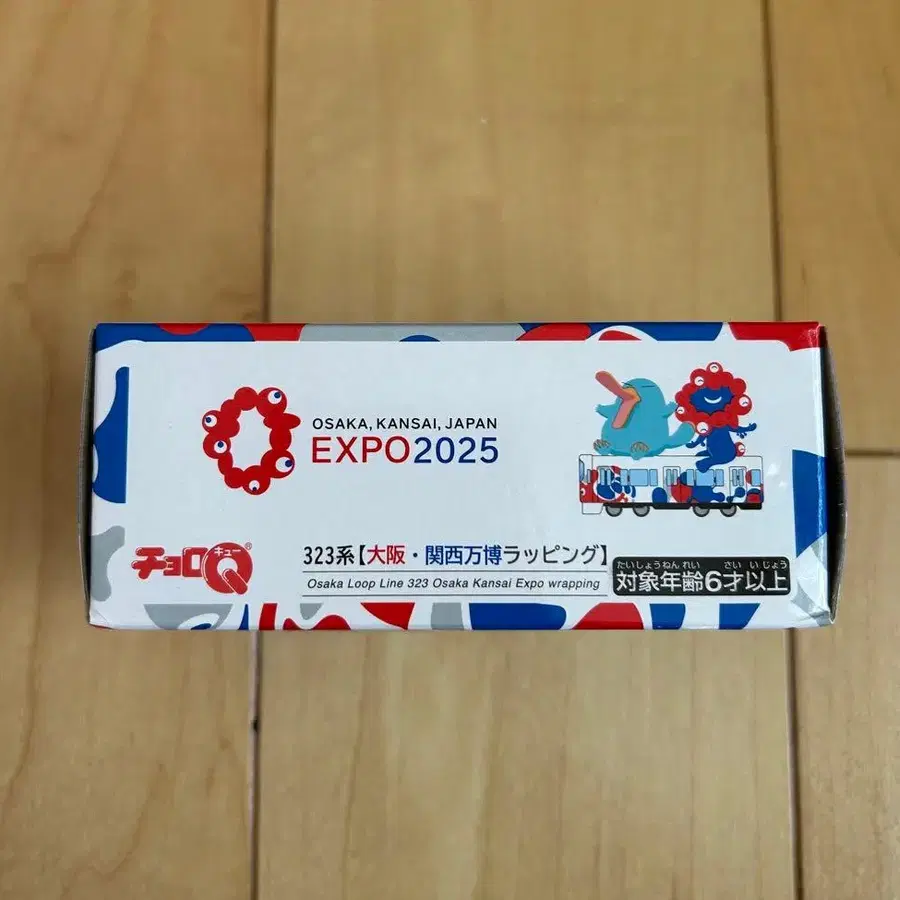 OSAKA, KANSAI, JAPAN
EXPO2025
チョロQ
キュー
®
323系【大阪・関西万博ラッピング】
Osaka Loop Line 323 Osaka Kansai Expo wrapping
たいしょうねんれい さい いじょう
対象年齢6才以上